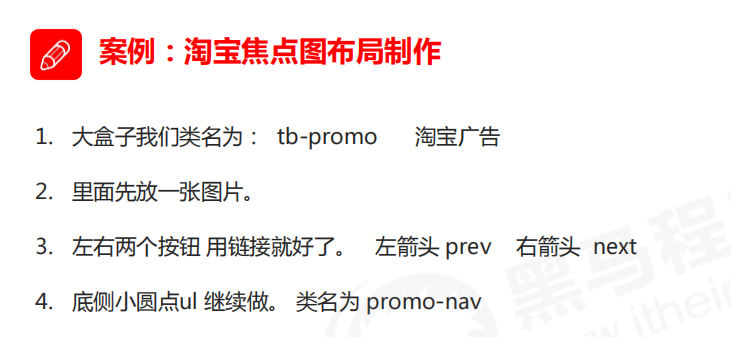 案例：淘宝焦点图布局制作
1. 大盒子我们类名为： tb-promo 淘宝广告
2. 里面先放一张图片。
3. 左右两个按钮 用链接就好了。 左箭头 prev 右箭头 next
4. 底侧小圆点ul 继续做。 类名为 promo-nav
黑马程
www.itheim